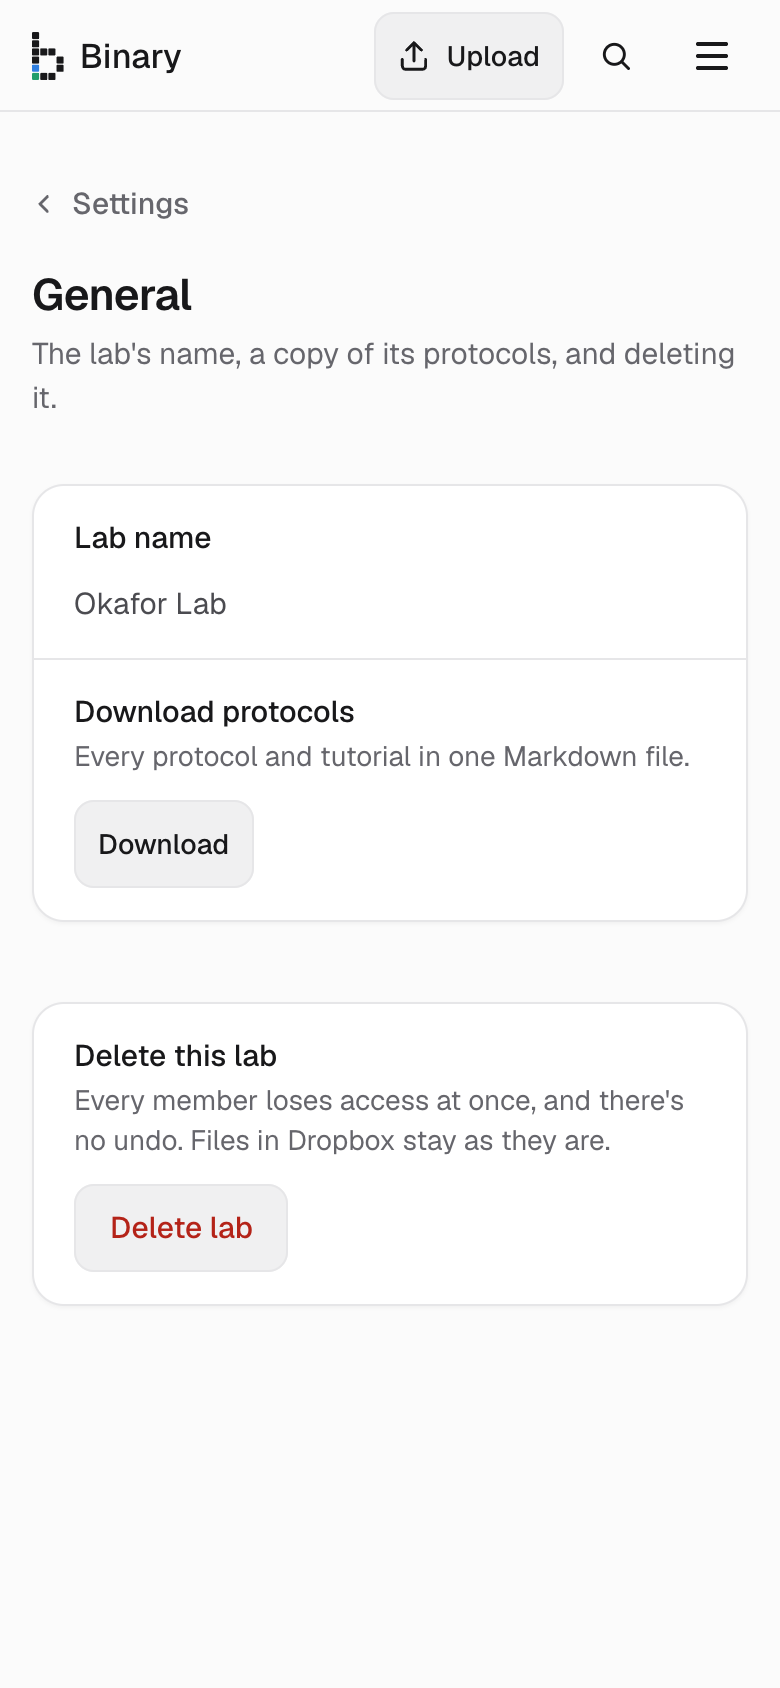 Binary
Upload
Settings
General
The lab's name, a copy of its protocols, and deleting
it.
Lab name
Okafor Lab
Download protocols
Every protocol and tutorial in one Markdown file.
Download
Delete this lab
Every member loses access at once, and there's
no undo. Files in Dropbox stay as they are.
Delete lab